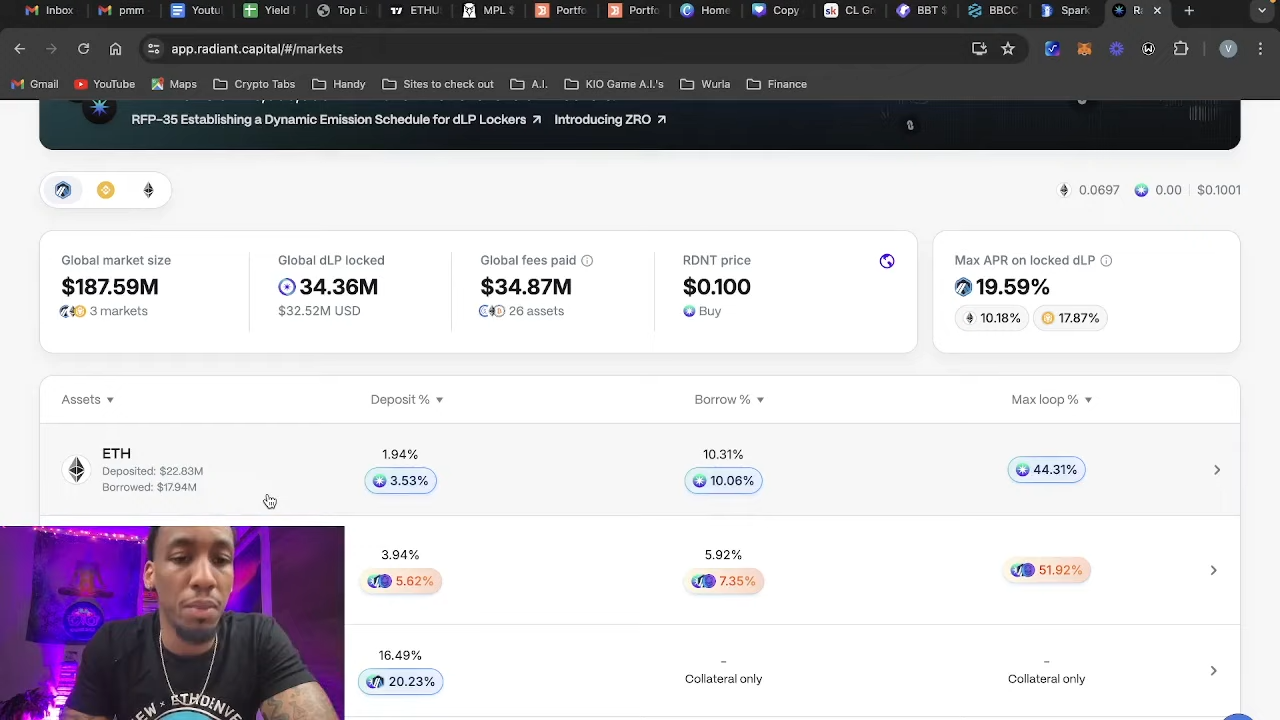 Inbox
pmm
Youtu
Yield
Top Li
ETHU
MPL $
Portfo
Portfo
Home
Copy
CL Gr
BBT $
BBCC
Spark
Ra
app.radiant.capital/#/markets
V
Gmail
YouTube
Maps
Crypto Tabs
Handy
Sites to check out
A.I.
KIO Game A.I.'s
Wurla
Finance
RFP-35 Establishing a Dynamic Emission Schedule for dLP Lockers ↗ Introducing ZRO ↗
0.0697 0.00 $0.1001
Global market size
$187.59M
3 markets
Global dLP locked
34.36M
$32.52M USD
Global fees paid
$34.87M
26 assets
RDNT price
$0.100
Buy
Max APR on locked dLP
19.59%
10.18% 17.87%
Assets Deposit % Borrow % Max loop %
ETH
Deposited: $22.83M
Borrowed: $17.94M
1.94%
3.53%
10.31%
10.06%
44.31%
3.94%
5.62%
5.92%
7.35%
51.92%
16.49%
20.23%
–
Collateral only
–
Collateral only